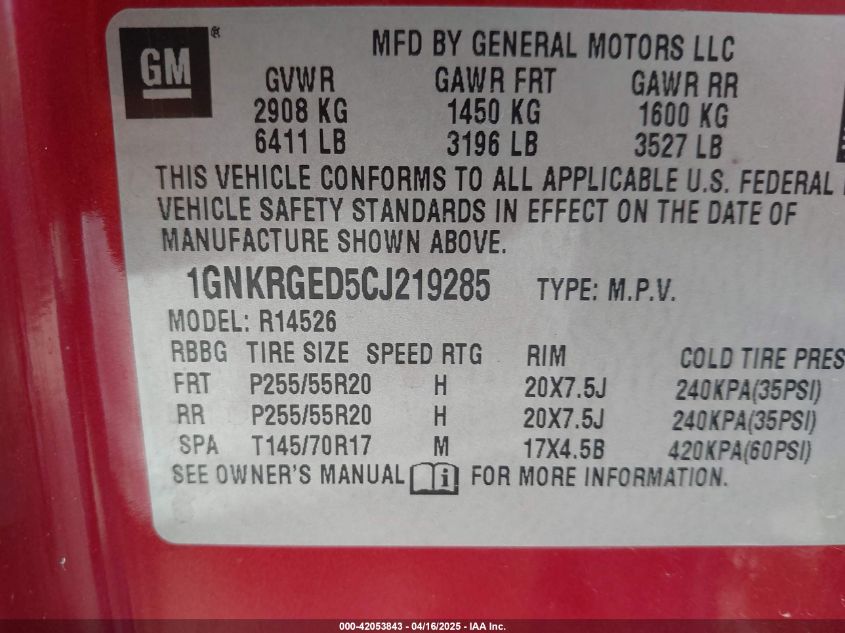 GM®
MFD BY GENERAL MOTORS LLC
GVWR GAWR FRT GAWR RR
2908 KG 1450 KG 1600 KG
6411 LB 3196 LB 3527 LB
THIS VEHICLE CONFORMS TO ALL APPLICABLE U.S. FEDERAL
VEHICLE SAFETY STANDARDS IN EFFECT ON THE DATE OF
MANUFACTURE SHOWN ABOVE.
1GNKRGED5CJ219285 TYPE: M.P.V.
MODEL: R14526
RBBG TIRE SIZE SPEED RTG RIM COLD TIRE PRES
FRT P255/55R20 H 20X7.5J 240KPA(35PSI)
RR P255/55R20 H 20X7.5J 240KPA(35PSI)
SPA T145/70R17 M 17X4.5B 420KPA(60PSI)
SEE OWNER'S MANUAL i FOR MORE INFORMATION.
000-42053843 - 04/16/2025 - IAA Inc.